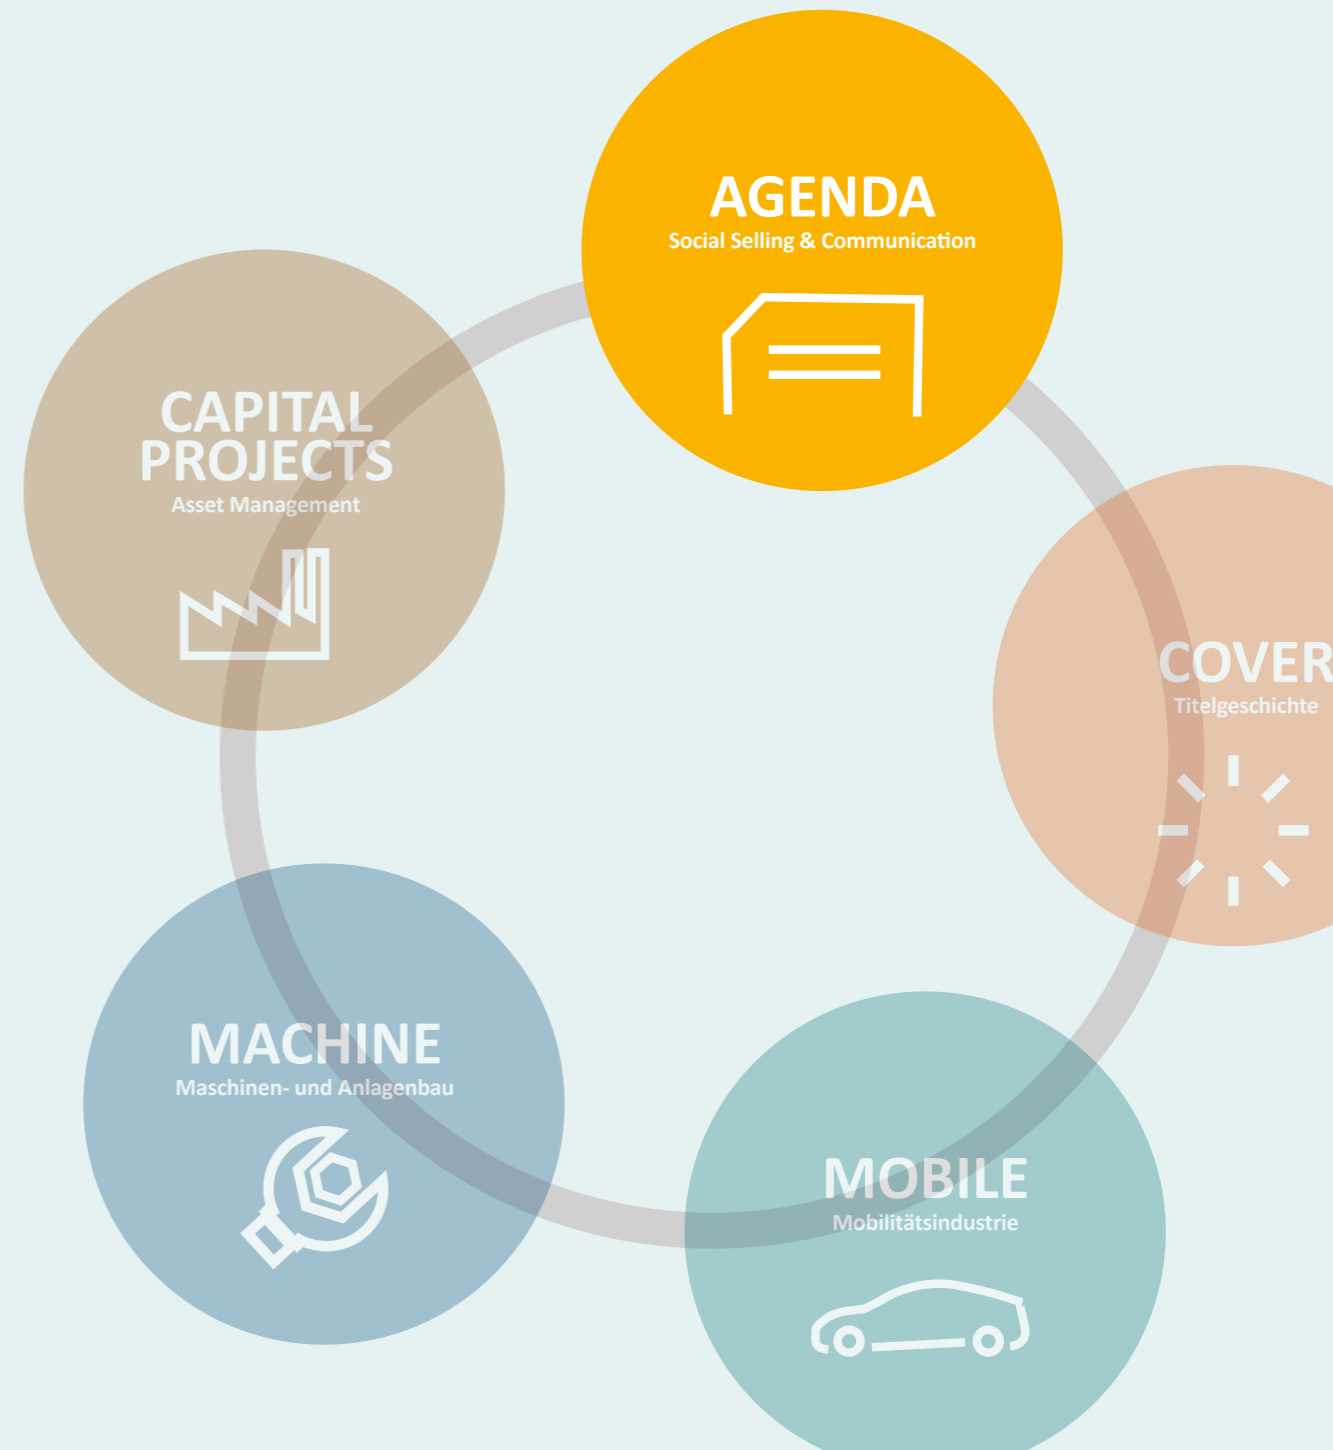 AGENDA
Social Selling & Communication
CAPITAL
PROJECTS
Asset Management
COVER
Titelgeschichte
MACHINE
Maschinen- und Anlagenbau
MOBILE
Mobilitätsindustrie